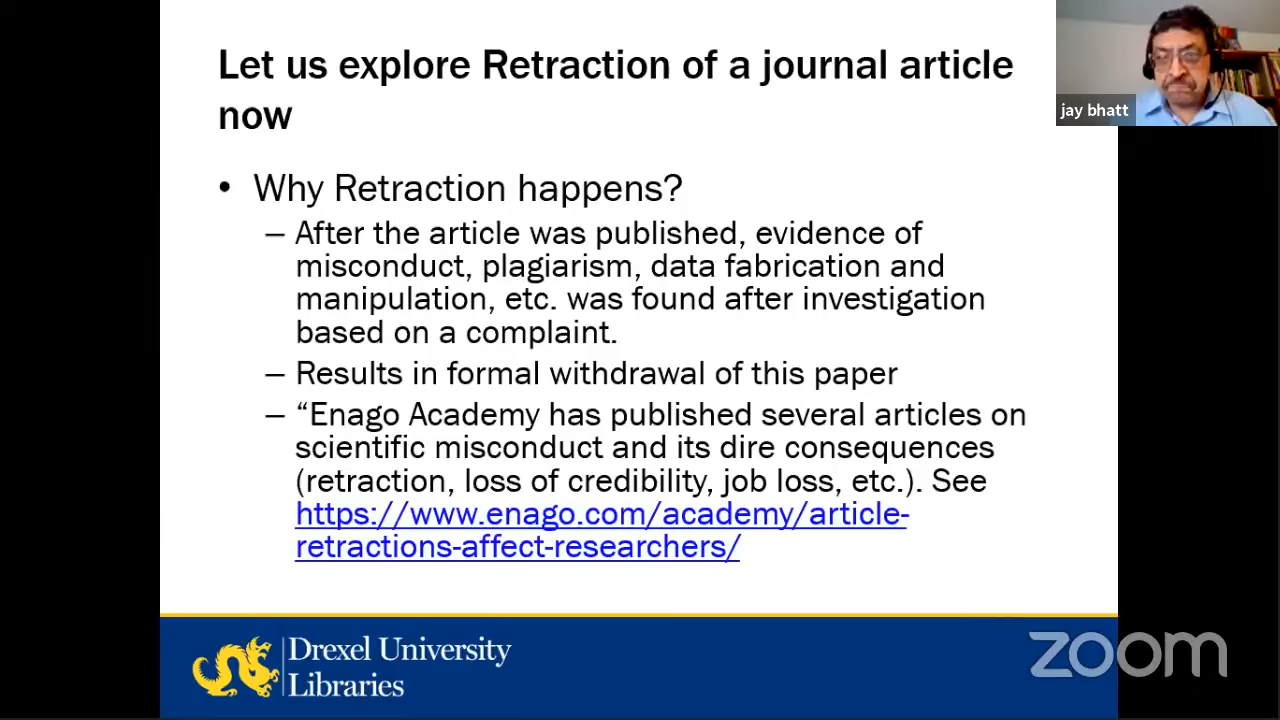 Let us explore Retraction of a journal article
now
jay bhatt
• Why Retraction happens?
– After the article was published, evidence of
misconduct, plagiarism, data fabrication and
manipulation, etc. was found after investigation
based on a complaint.
– Results in formal withdrawal of this paper
– “Enago Academy has published several articles on
scientific misconduct and its dire consequences
(retraction, loss of credibility, job loss, etc.). See
https://www.enago.com/academy/article-
retractions-affect-researchers/
Drexel University
Libraries
zoom